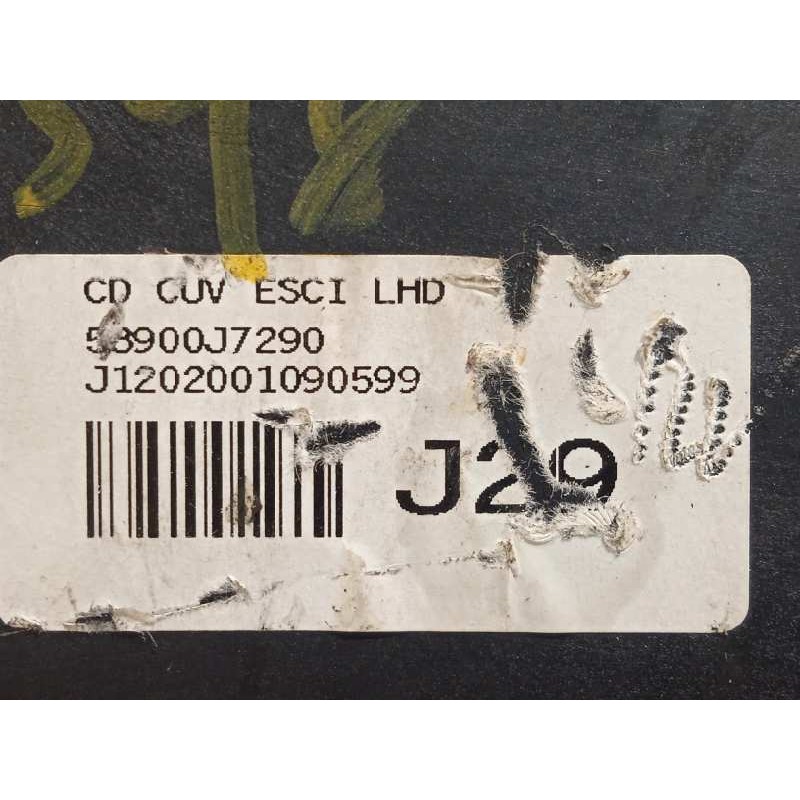 CD CUV ESCI LHD
58900J7290
J1202001090599
J29